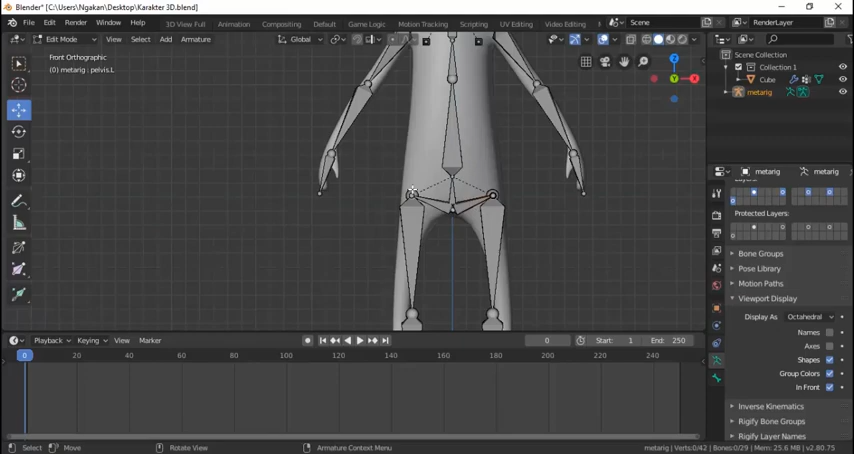 Blender* [C:\Users\Ngakan\Desktop\Karakter 3D.blend]
File Edit Render Window Help 3D View Full Animation Compositing Default Game Logic Motion Tracking Scripting UV Editing Video Editing Scene RenderLayer
Edit Mode View Select Add Armature Global
Front Orthographic
(0) metarig : pelvis.L
Z
Y
X
Scene Collection
Collection 1
Cube
metarig
metarig metarig
Protected Layers:
Bone Groups
Pose Library
Motion Paths
Viewport Display
Display As Octahedral
Names
Axes
Shapes
Group Colors
In Front
Inverse Kinematics
Rigify Bone Groups
Rigify Layer Names
Playback Keying View Marker 0 Start: 1 End: 250
0 20 40 60 80 100 120 140 160 180 200 220 240
Select Move Rotate View Armature Context Menu metarig | Verts:0/42 | Bones:0/29 | Mem: 25.6 MB | v2.80.75